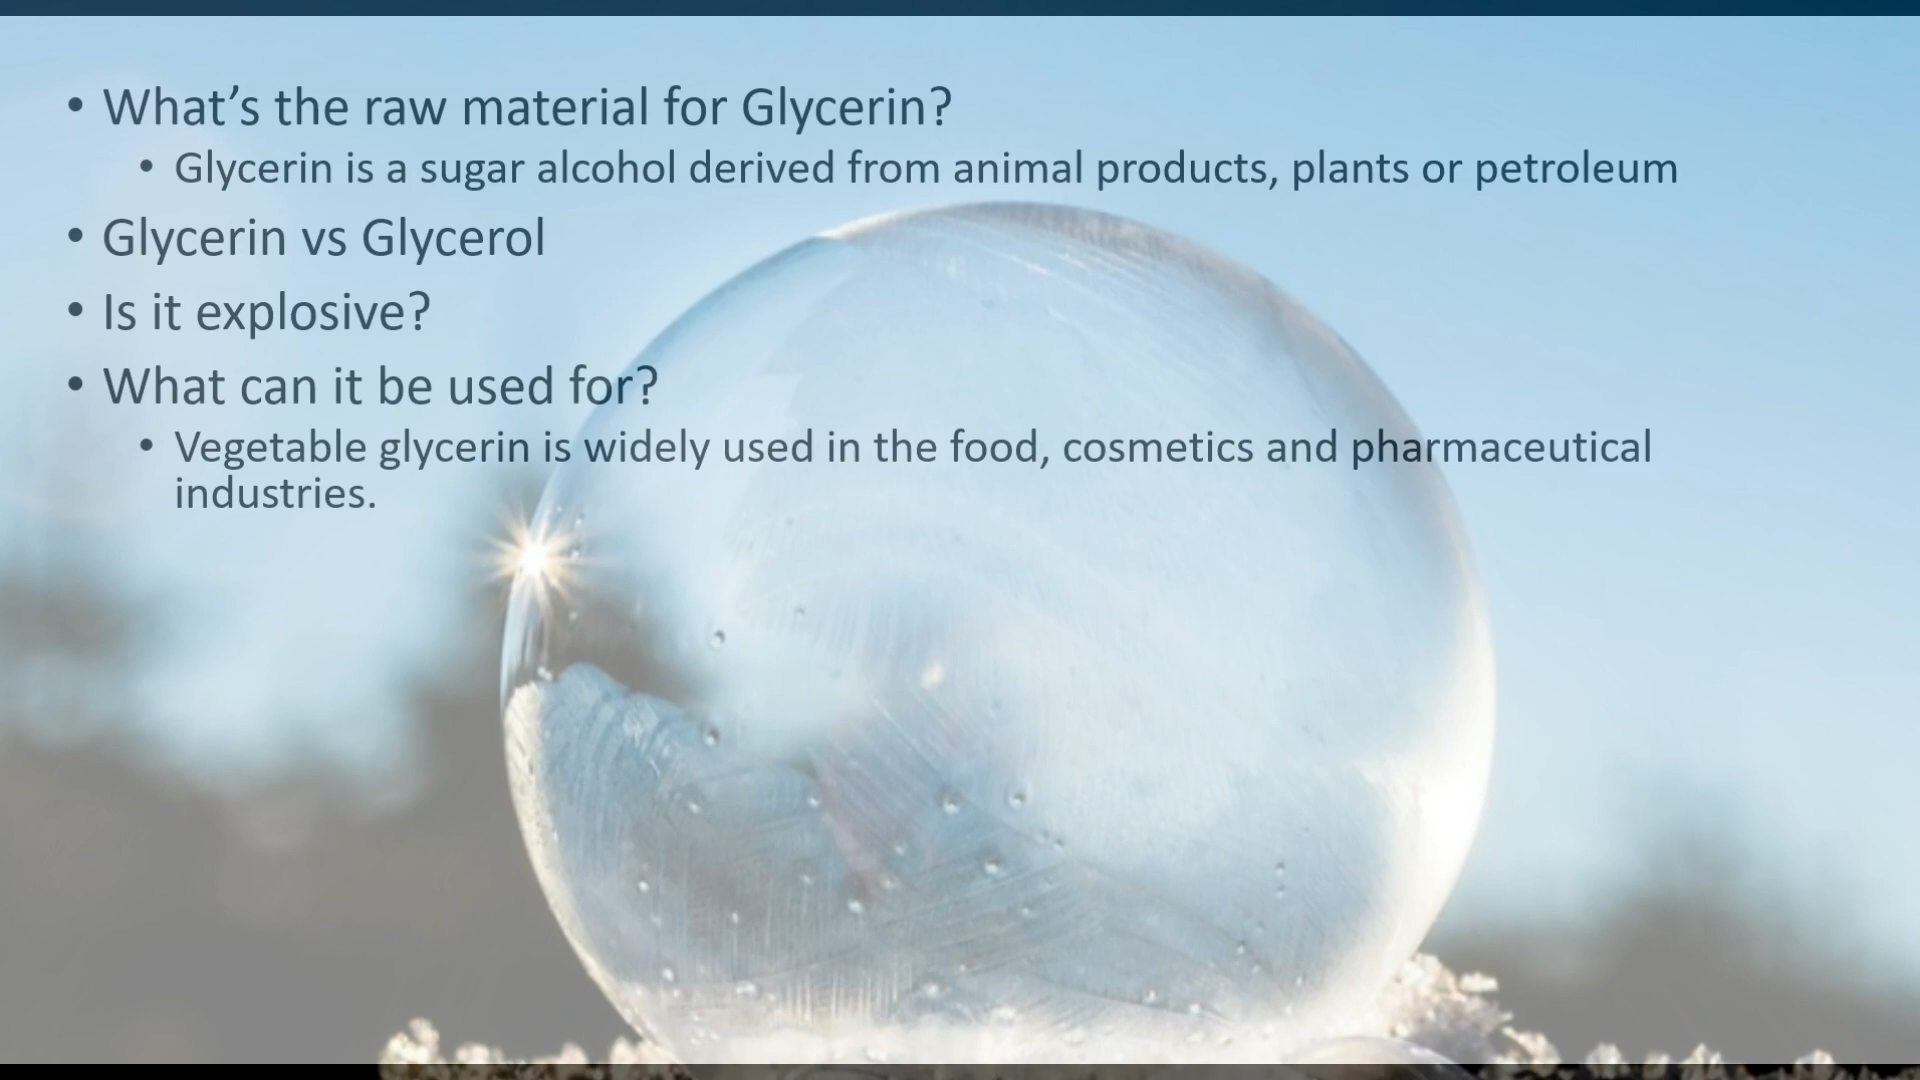 • What’s the raw material for Glycerin?
• Glycerin is a sugar alcohol derived from animal products, plants or petroleum
• Glycerin vs Glycerol
• Is it explosive?
• What can it be used for?
• Vegetable glycerin is widely used in the food, cosmetics and pharmaceutical
industries.